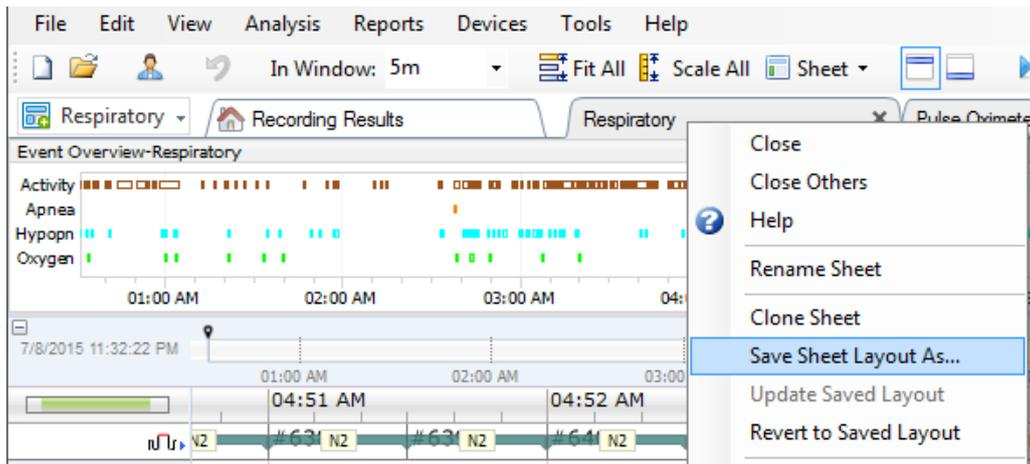 File Edit View Analysis Reports Devices Tools Help
In Window: 5m Fit All Scale All Sheet
Respiratory Recording Results Respiratory Pulse Oximete
Event Overview-Respiratory
Close
Close Others
Help
Rename Sheet
Clone Sheet
Save Sheet Layout As...
Update Saved Layout
Revert to Saved Layout
Activity
Apnea
Hypopn
Oxygen
01:00 AM 02:00 AM 03:00 AM 04:
7/8/2015 11:32:22 PM
01:00 AM 02:00 AM 03:00
04:51 AM 04:52 AM
N2 N2 N2 N2